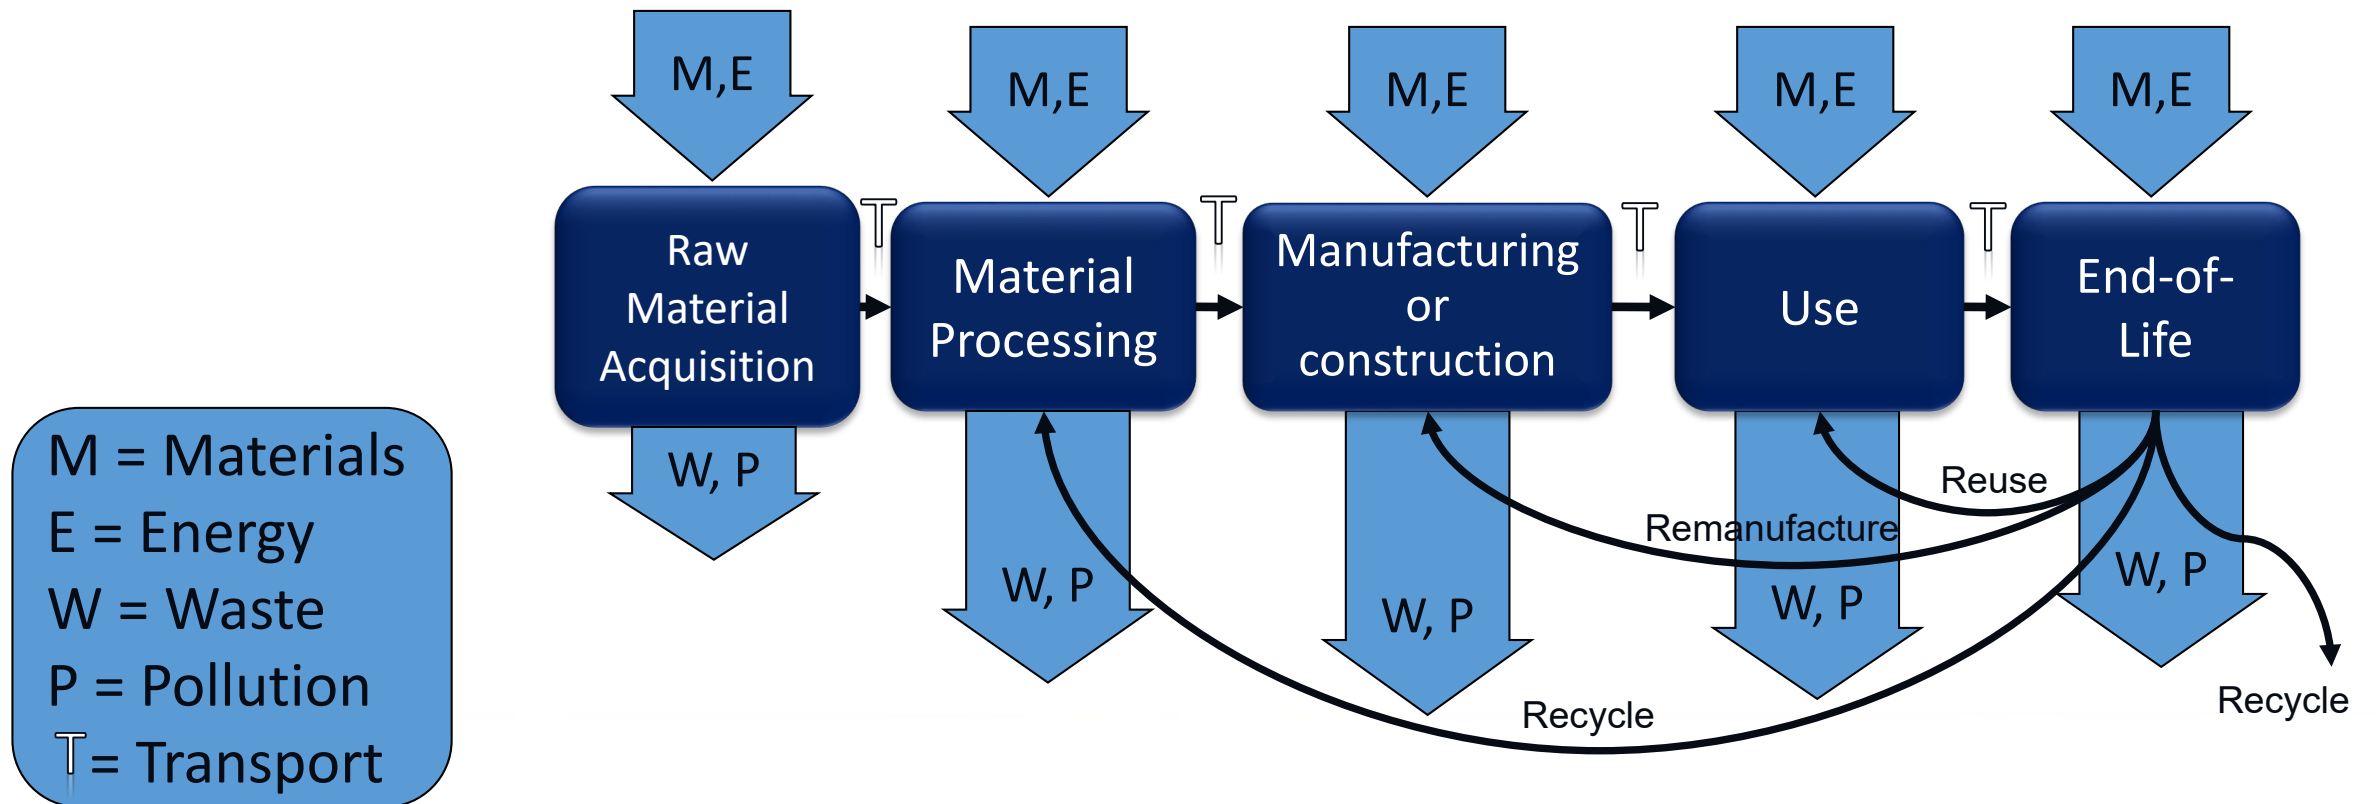 M,E
M,E
M,E
M,E
M,E
T
T
T
T
Raw
Material
Acquisition
Material
Processing
Manufacturing
or
construction
Use
End-of-
Life
W, P
W, P
W, P
W, P
W, P
Reuse
Remanufacture
Recycle
Recycle
M = Materials
E = Energy
W = Waste
P = Pollution
T = Transport